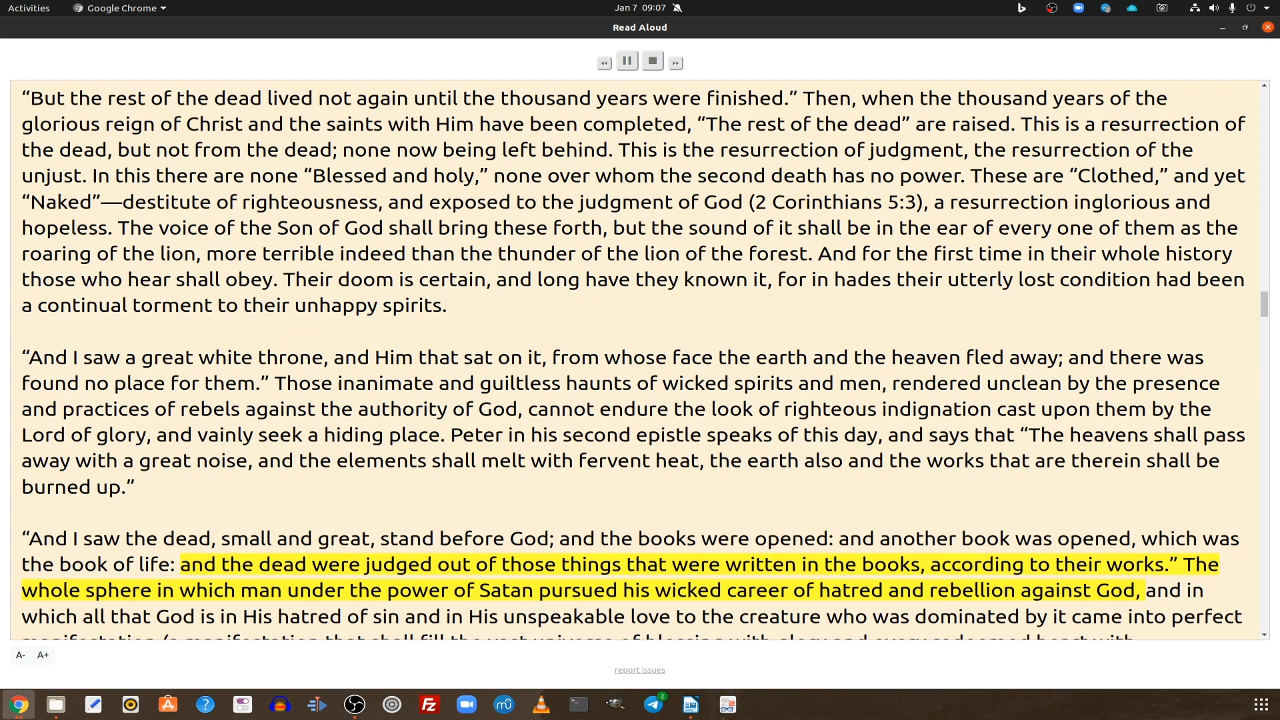 Activities
Google Chrome
Jan 7 09:07
Read Aloud
“But the rest of the dead lived not again until the thousand years were finished.” Then, when the thousand years of the
glorious reign of Christ and the saints with Him have been completed, “The rest of the dead” are raised. This is a resurrection of
the dead, but not from the dead; none now being left behind. This is the resurrection of judgment, the resurrection of the
unjust. In this there are none “Blessed and holy,” none over whom the second death has no power. These are “Clothed,” and yet
“Naked”—destitute of righteousness, and exposed to the judgment of God (2 Corinthians 5:3), a resurrection inglorious and
hopeless. The voice of the Son of God shall bring these forth, but the sound of it shall be in the ear of every one of them as the
roaring of the lion, more terrible indeed than the thunder of the lion of the forest. And for the first time in their whole history
those who hear shall obey. Their doom is certain, and long have they known it, for in hades their utterly lost condition had been
a continual torment to their unhappy spirits.
“And I saw a great white throne, and Him that sat on it, from whose face the earth and the heaven fled away; and there was
found no place for them.” Those inanimate and guiltless haunts of wicked spirits and men, rendered unclean by the presence
and practices of rebels against the authority of God, cannot endure the look of righteous indignation cast upon them by the
Lord of glory, and vainly seek a hiding place. Peter in his second epistle speaks of this day, and says that “The heavens shall pass
away with a great noise, and the elements shall melt with fervent heat, the earth also and the works that are therein shall be
burned up.”
“And I saw the dead, small and great, stand before God; and the books were opened: and another book was opened, which was
the book of life: and the dead were judged out of those things that were written in the books, according to their works.” The
whole sphere in which man under the power of Satan pursued his wicked career of hatred and rebellion against God, and in
which all that God is in His hatred of sin and in His unspeakable love to the creature who was dominated by it came into perfect
manifestation (a manifestation that shall fill the vast universe of blessing with glory and every redeemed heart with
A- A+
report issues
2